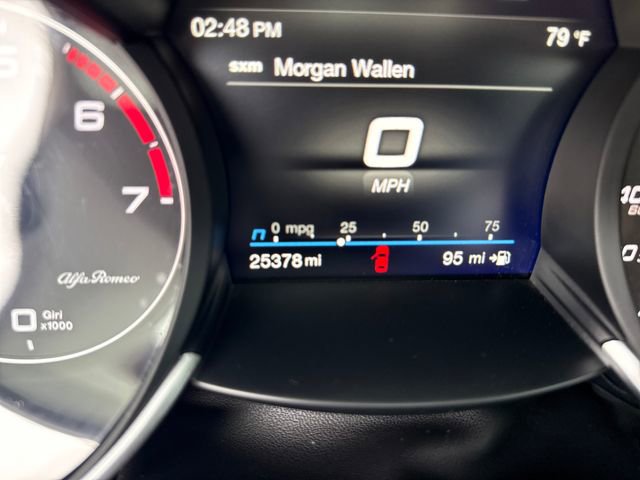 02:48 PM
79 °F
sxm Morgan Wallen
0
MPH
n 0 mpg 25 50 75
25378 mi
95 mi
6
7
Alfa Romeo
Giri
x1000